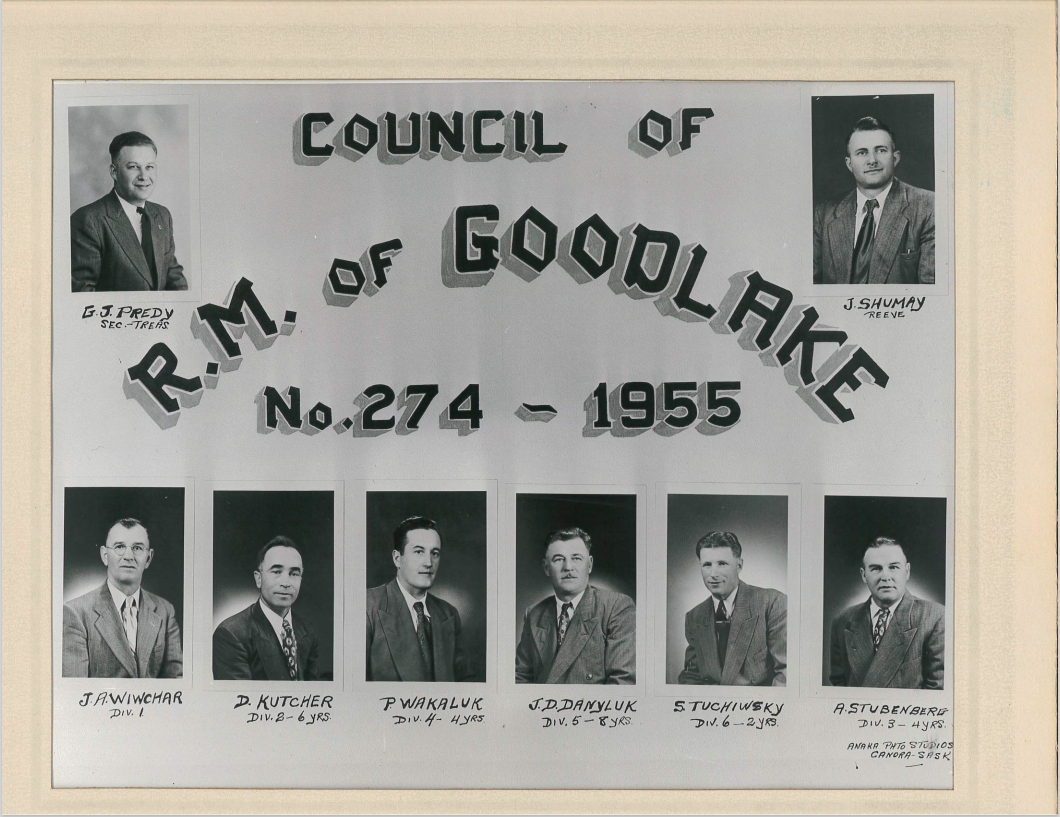 COUNCIL OF
R.M. OF GOODLAKE
No. 274 ~ 1955
G.J. PREDY
SEC.-TREAS
J. SHUMAY
REEVE
J.A. WIWCHAR
DIV. 1
D. KUTCHER
DIV. 2 - 6 YRS.
P. WAKALUK
DIV. 4 - 4 YRS
J.D. DANYLUK
DIV. 5 - 8 YRS.
S. TUCHIWSKY
DIV. 6 - 2 YRS.
A. STUBENBERG
DIV. 3 - 4 YRS.
ANAKA PHTO STUDIOS
CANORA - SASK